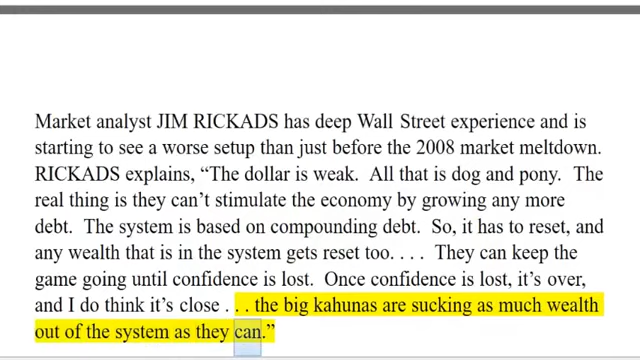 Market analyst JIM RICKADS has deep Wall Street experience and is
starting to see a worse setup than just before the 2008 market meltdown.
RICKADS explains, “The dollar is weak.  All that is dog and pony.  The
real thing is they can’t stimulate the economy by growing any more
debt.  The system is based on compounding debt.  So, it has to reset, and
any wealth that is in the system gets reset too. . . .  They can keep the
game going until confidence is lost.  Once confidence is lost, it’s over,
and I do think it’s close . . . the big kahunas are sucking as much wealth
out of the system as they can.”